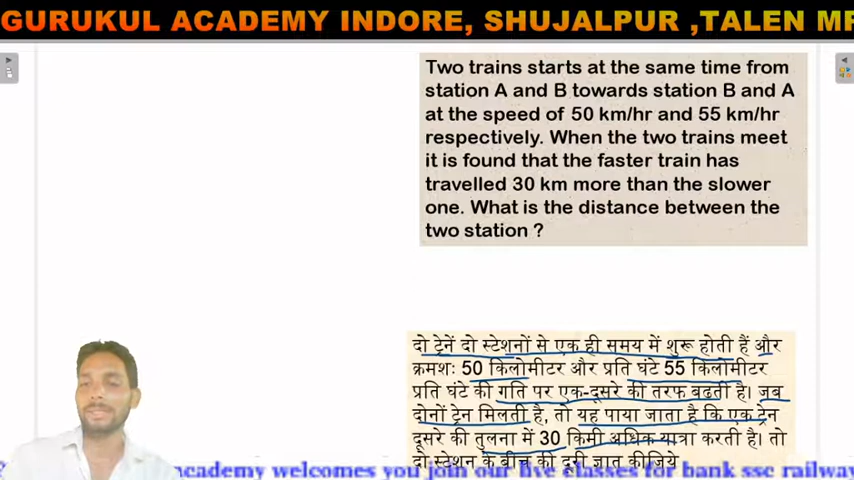 GURUKUL ACADEMY INDORE, SHUJALPUR ,TALEN MP
Two trains starts at the same time from
station A and B towards station B and A
at the speed of 50 km/hr and 55 km/hr
respectively. When the two trains meet
it is found that the faster train has
travelled 30 km more than the slower
one. What is the distance between the
two station ?
दो ट्रेनें दो स्टेशनों से एक ही समय में शुरू होती हैं और
क्रमशः 50 किलोमीटर और प्रति घंटे 55 किलोमीटर
प्रति घंटे की गति पर एक-दूसरे की तरफ बढती है। जब
दोनों ट्रेन मिलती है, तो यह पाया जाता है कि एक ट्रेन
दूसरे की तुलना में 30 किमी अधिक यात्रा करती है। तो
दो स्टेशन के बीच की दूरी ज्ञात कीजिये
? academy welcomes you join our live classes for bank ssc railway